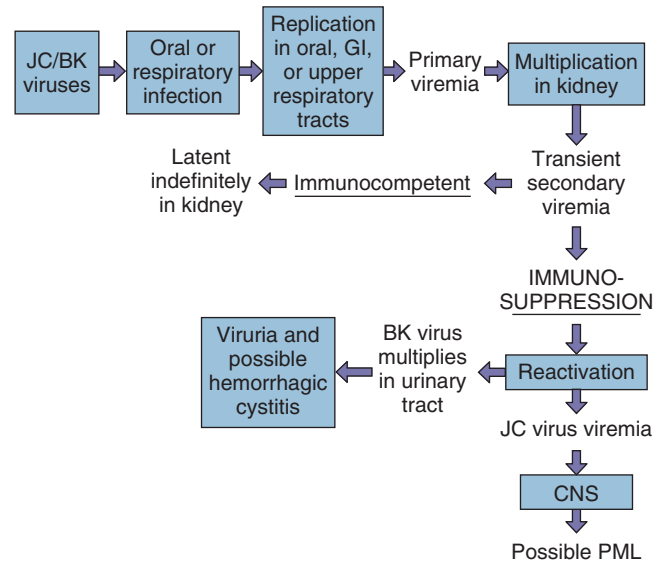 JC/BK
viruses
Oral or
respiratory
infection
Replication
in oral, GI,
or upper
respiratory
tracts
Primary
viremia
Multiplication
in kidney
Latent
indefinitely
in kidney
Immunocompetent
Transient
secondary
viremia
IMMUNO-
SUPPRESSION
Viruria and
possible
hemorrhagic
cystitis
BK virus
multiplies
in urinary
tract
Reactivation
JC virus viremia
CNS
Possible PML